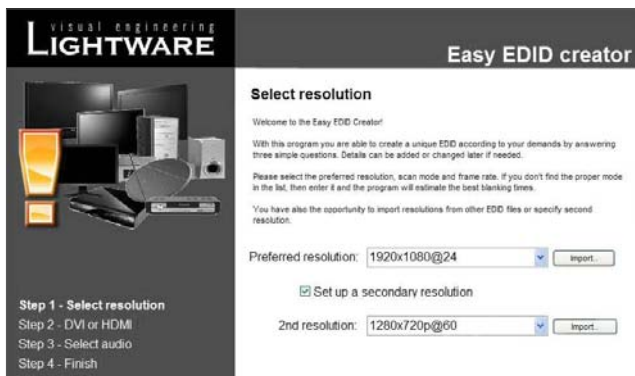 visual engineering
LIGHTWARE
Easy EDID creator
Select resolution
Welcome to the Easy EDID Creator!
With this program you are able to create a unique EDID according to your demands by answering
three simple questions. Details can be added or changed later if needed.
Please select the preferred resolution, scan mode and frame rate. If you don't find the proper mode
in the list, then enter it and the program will estimate the best blanking times.
You have also the opportunity to import resolutions from other EDID files or specify second
resolution.
Preferred resolution: 1920x1080@24 Import..
Set up a secondary resolution
2nd resolution: 1280x720p@60 Import..
Step 1 - Select resolution
Step 2 - DVI or HDMI
Step 3 - Select audio
Step 4 - Finish